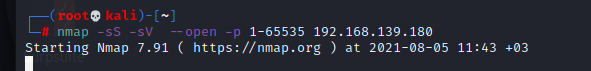 ┌──(root💀kali)-[~]
└─# nmap -sS -sV  --open -p 1-65535 192.168.139.180
Starting Nmap 7.91 ( https://nmap.org ) at 2021-08-05 11:43 +03